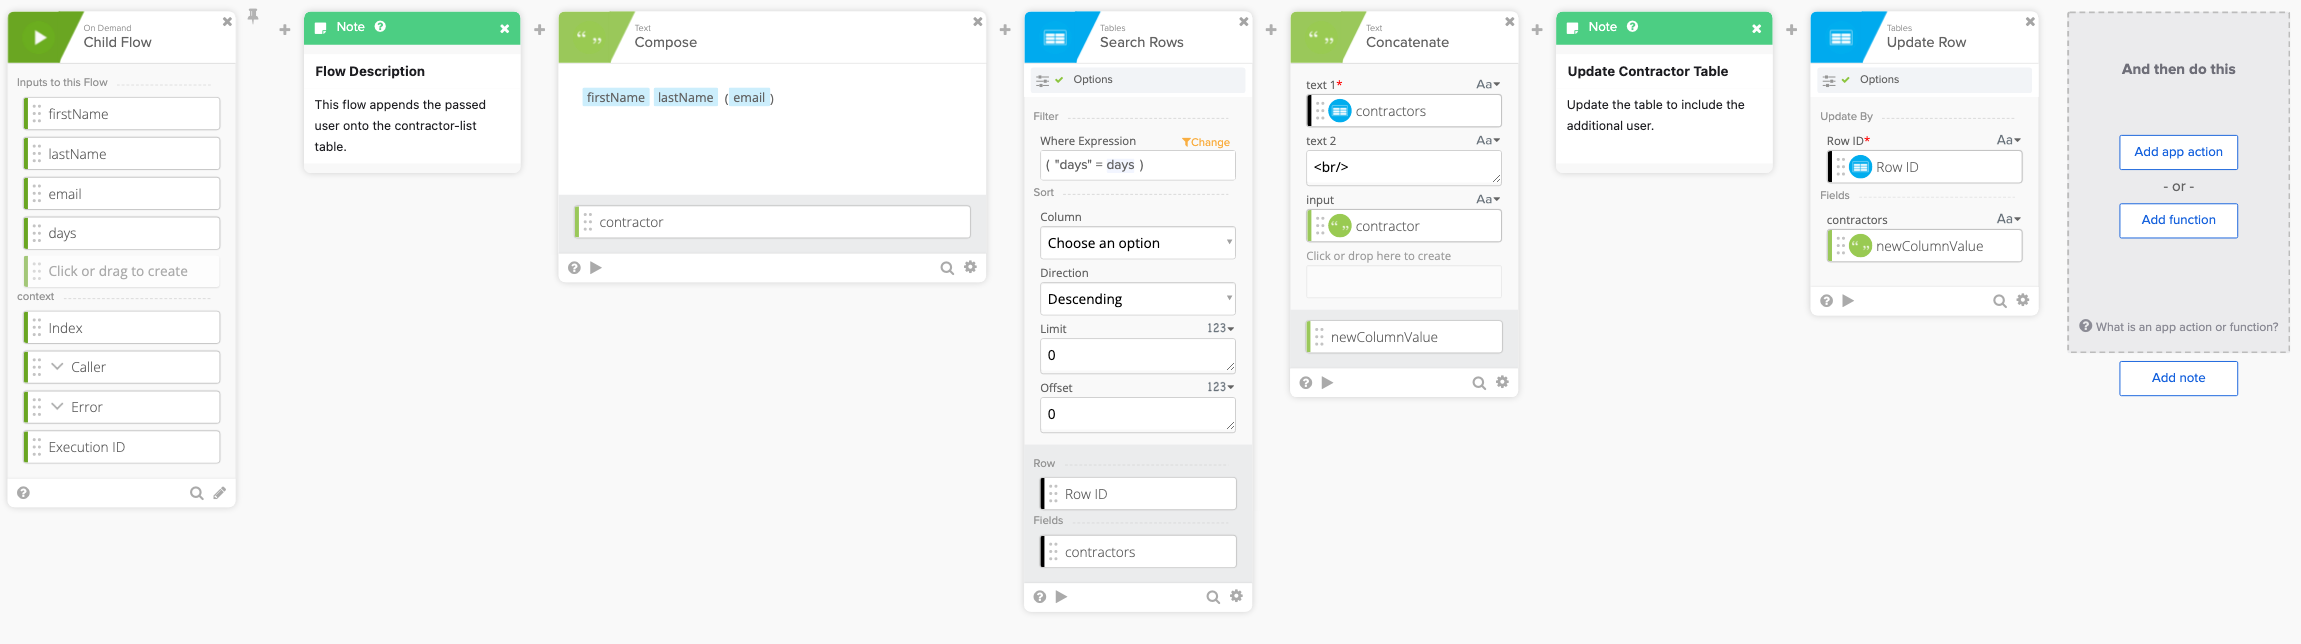 On Demand
Child Flow
Inputs to this Flow
firstName
lastName
email
days
Click or drag to create
context
Index
Caller
Error
Execution ID
Note
Flow Description
This flow appends the passed
user onto the contractor-list
table.
Text
Compose
firstName lastName ( email )
contractor
Tables
Search Rows
Options
Filter
Where Expression Change
( "days" = days )
Sort
Column
Choose an option
Direction
Descending
Limit 123
0
Offset 123
0
Row
Row ID
Fields
contractors
Text
Concatenate
text 1* Aa
contractors
text 2 Aa
<br/>
input Aa
contractor
Click or drop here to create
newColumnValue
Note
Update Contractor Table
Update the table to include the
additional user.
Tables
Update Row
Options
Update By
Row ID* Aa
Row ID
Fields
contractors Aa
newColumnValue
And then do this
Add app action
- or -
Add function
What is an app action or function?
Add note